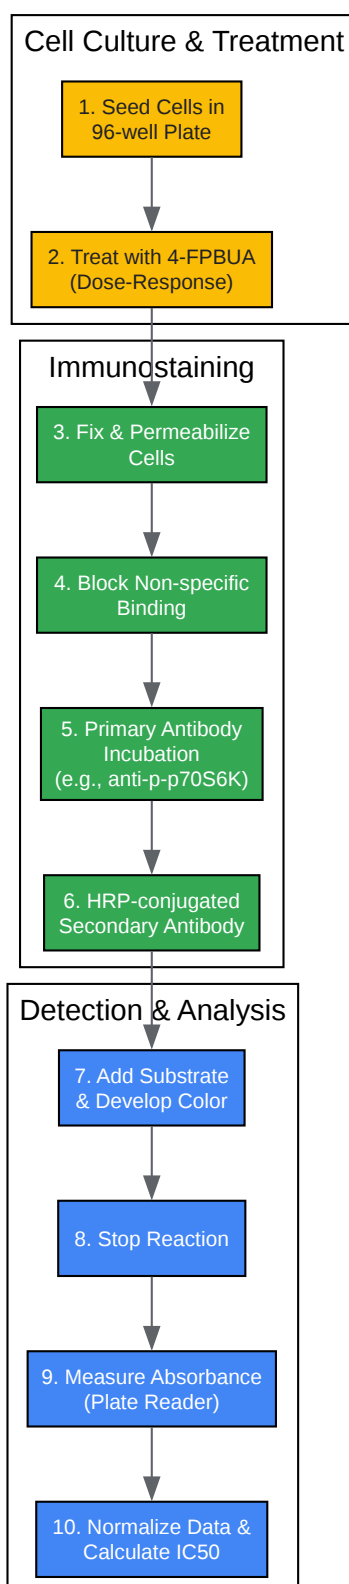 Cell Culture & Treatment
1. Seed Cells in
96-well Plate
2. Treat with 4-FPBUA
(Dose-Response)
Immunostaining
3. Fix & Permeabilize
Cells
4. Block Non-specific
Binding
5. Primary Antibody
Incubation
(e.g., anti-p-p70S6K)
6. HRP-conjugated
Secondary Antibody
Detection & Analysis
7. Add Substrate
& Develop Color
8. Stop Reaction
9. Measure Absorbance
(Plate Reader)
10. Normalize Data &
Calculate IC50